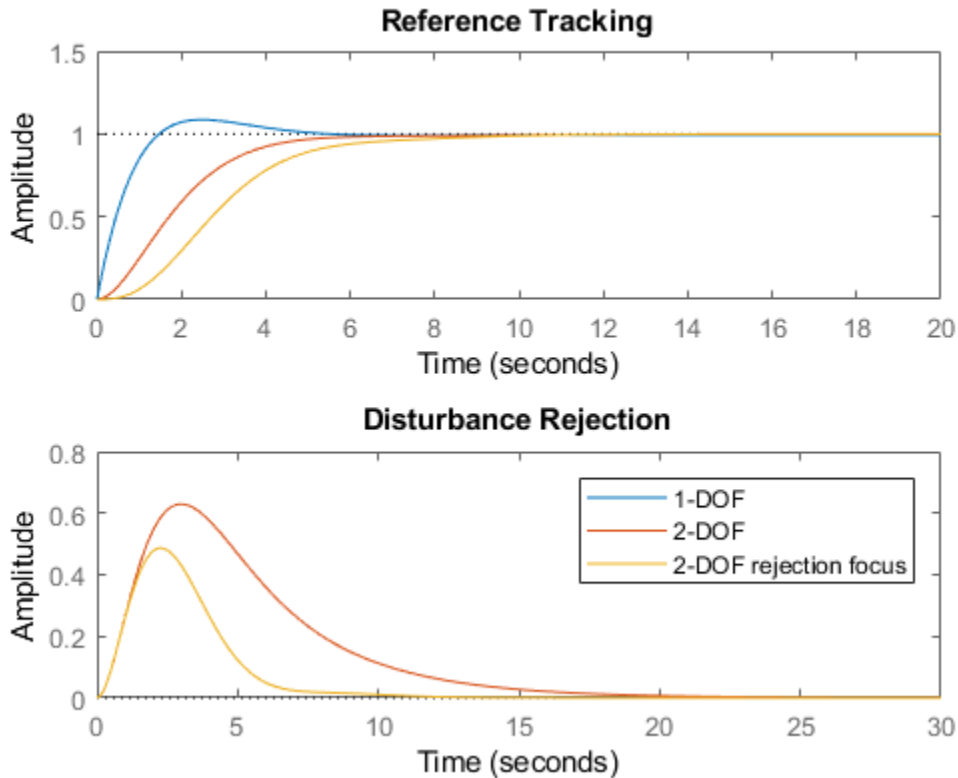 Reference Tracking
1.5
1
0.5
0
Amplitude
0 2 4 6 8 10 12 14 16 18 20
Time (seconds)
Disturbance Rejection
0.8
0.6
0.4
0.2
0
Amplitude
1-DOF
2-DOF
2-DOF rejection focus
0 5 10 15 20 25 30
Time (seconds)